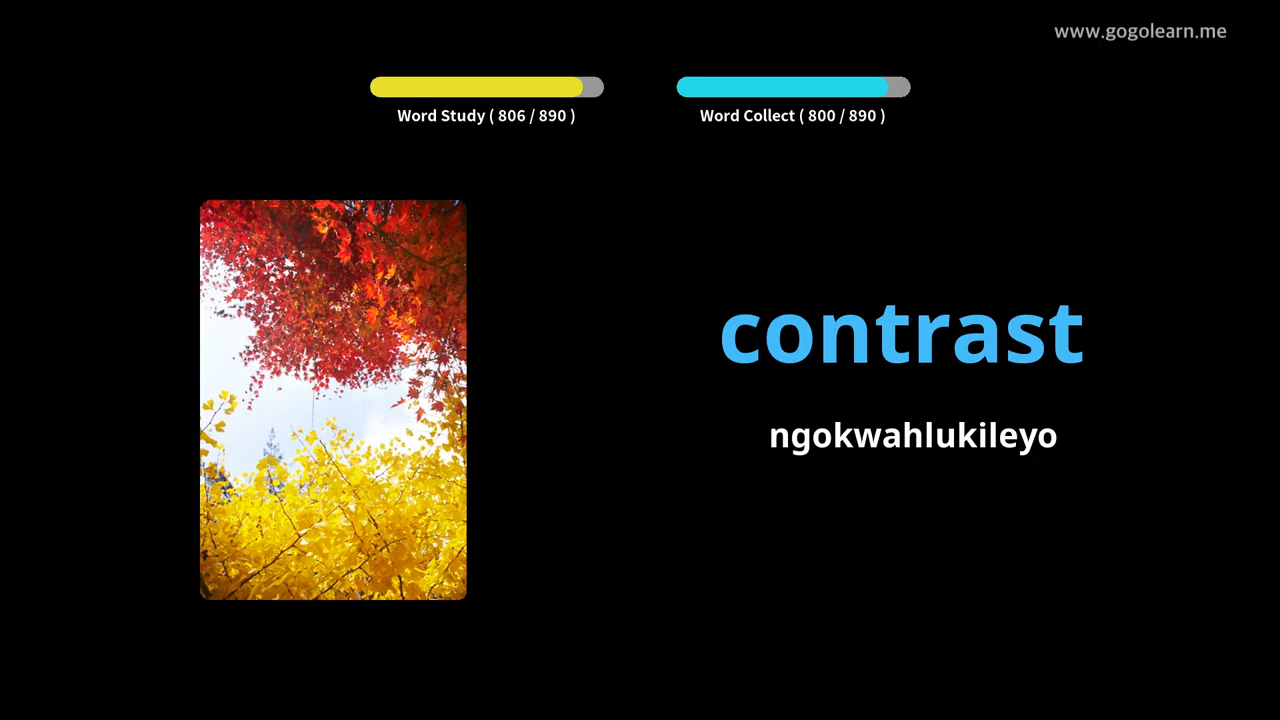 www.gogolearn.me
Word Study ( 806 / 890 )
Word Collect ( 800 / 890 )
contrast
ngokwahlukileyo